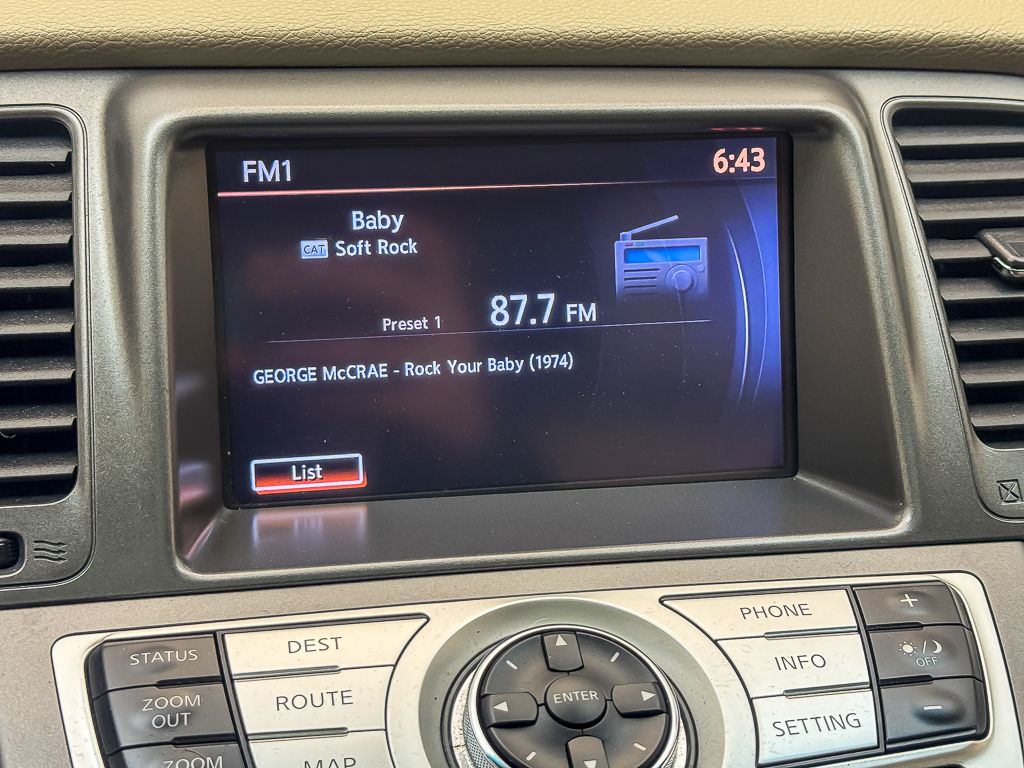 FM1
6:43
Baby
CAT Soft Rock
Preset 1 87.7 FM
GEORGE McCRAE - Rock Your Baby (1974)
List
STATUS
DEST
ZOOM
OUT
ROUTE
ZOOM
MAP
ENTER
PHONE
+
INFO
OFF
SETTING
-